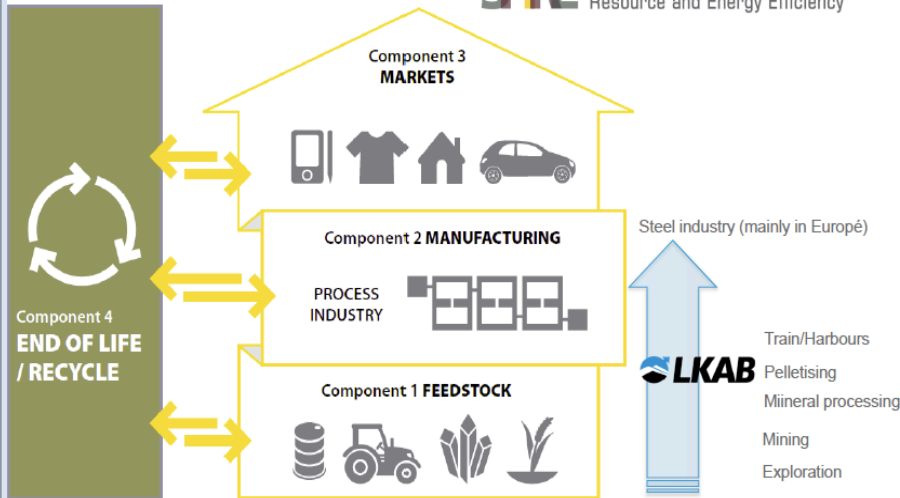 Resource and Energy Efficiency
Component 3
MARKETS
Component 2 MANUFACTURING
PROCESS
INDUSTRY
Component 1 FEEDSTOCK
Component 4
END OF LIFE
/ RECYCLE
Steel industry (mainly in Européǃ)
LKAB
Train/Harbours
Pelletising
Miineral processing
Mining
Exploration